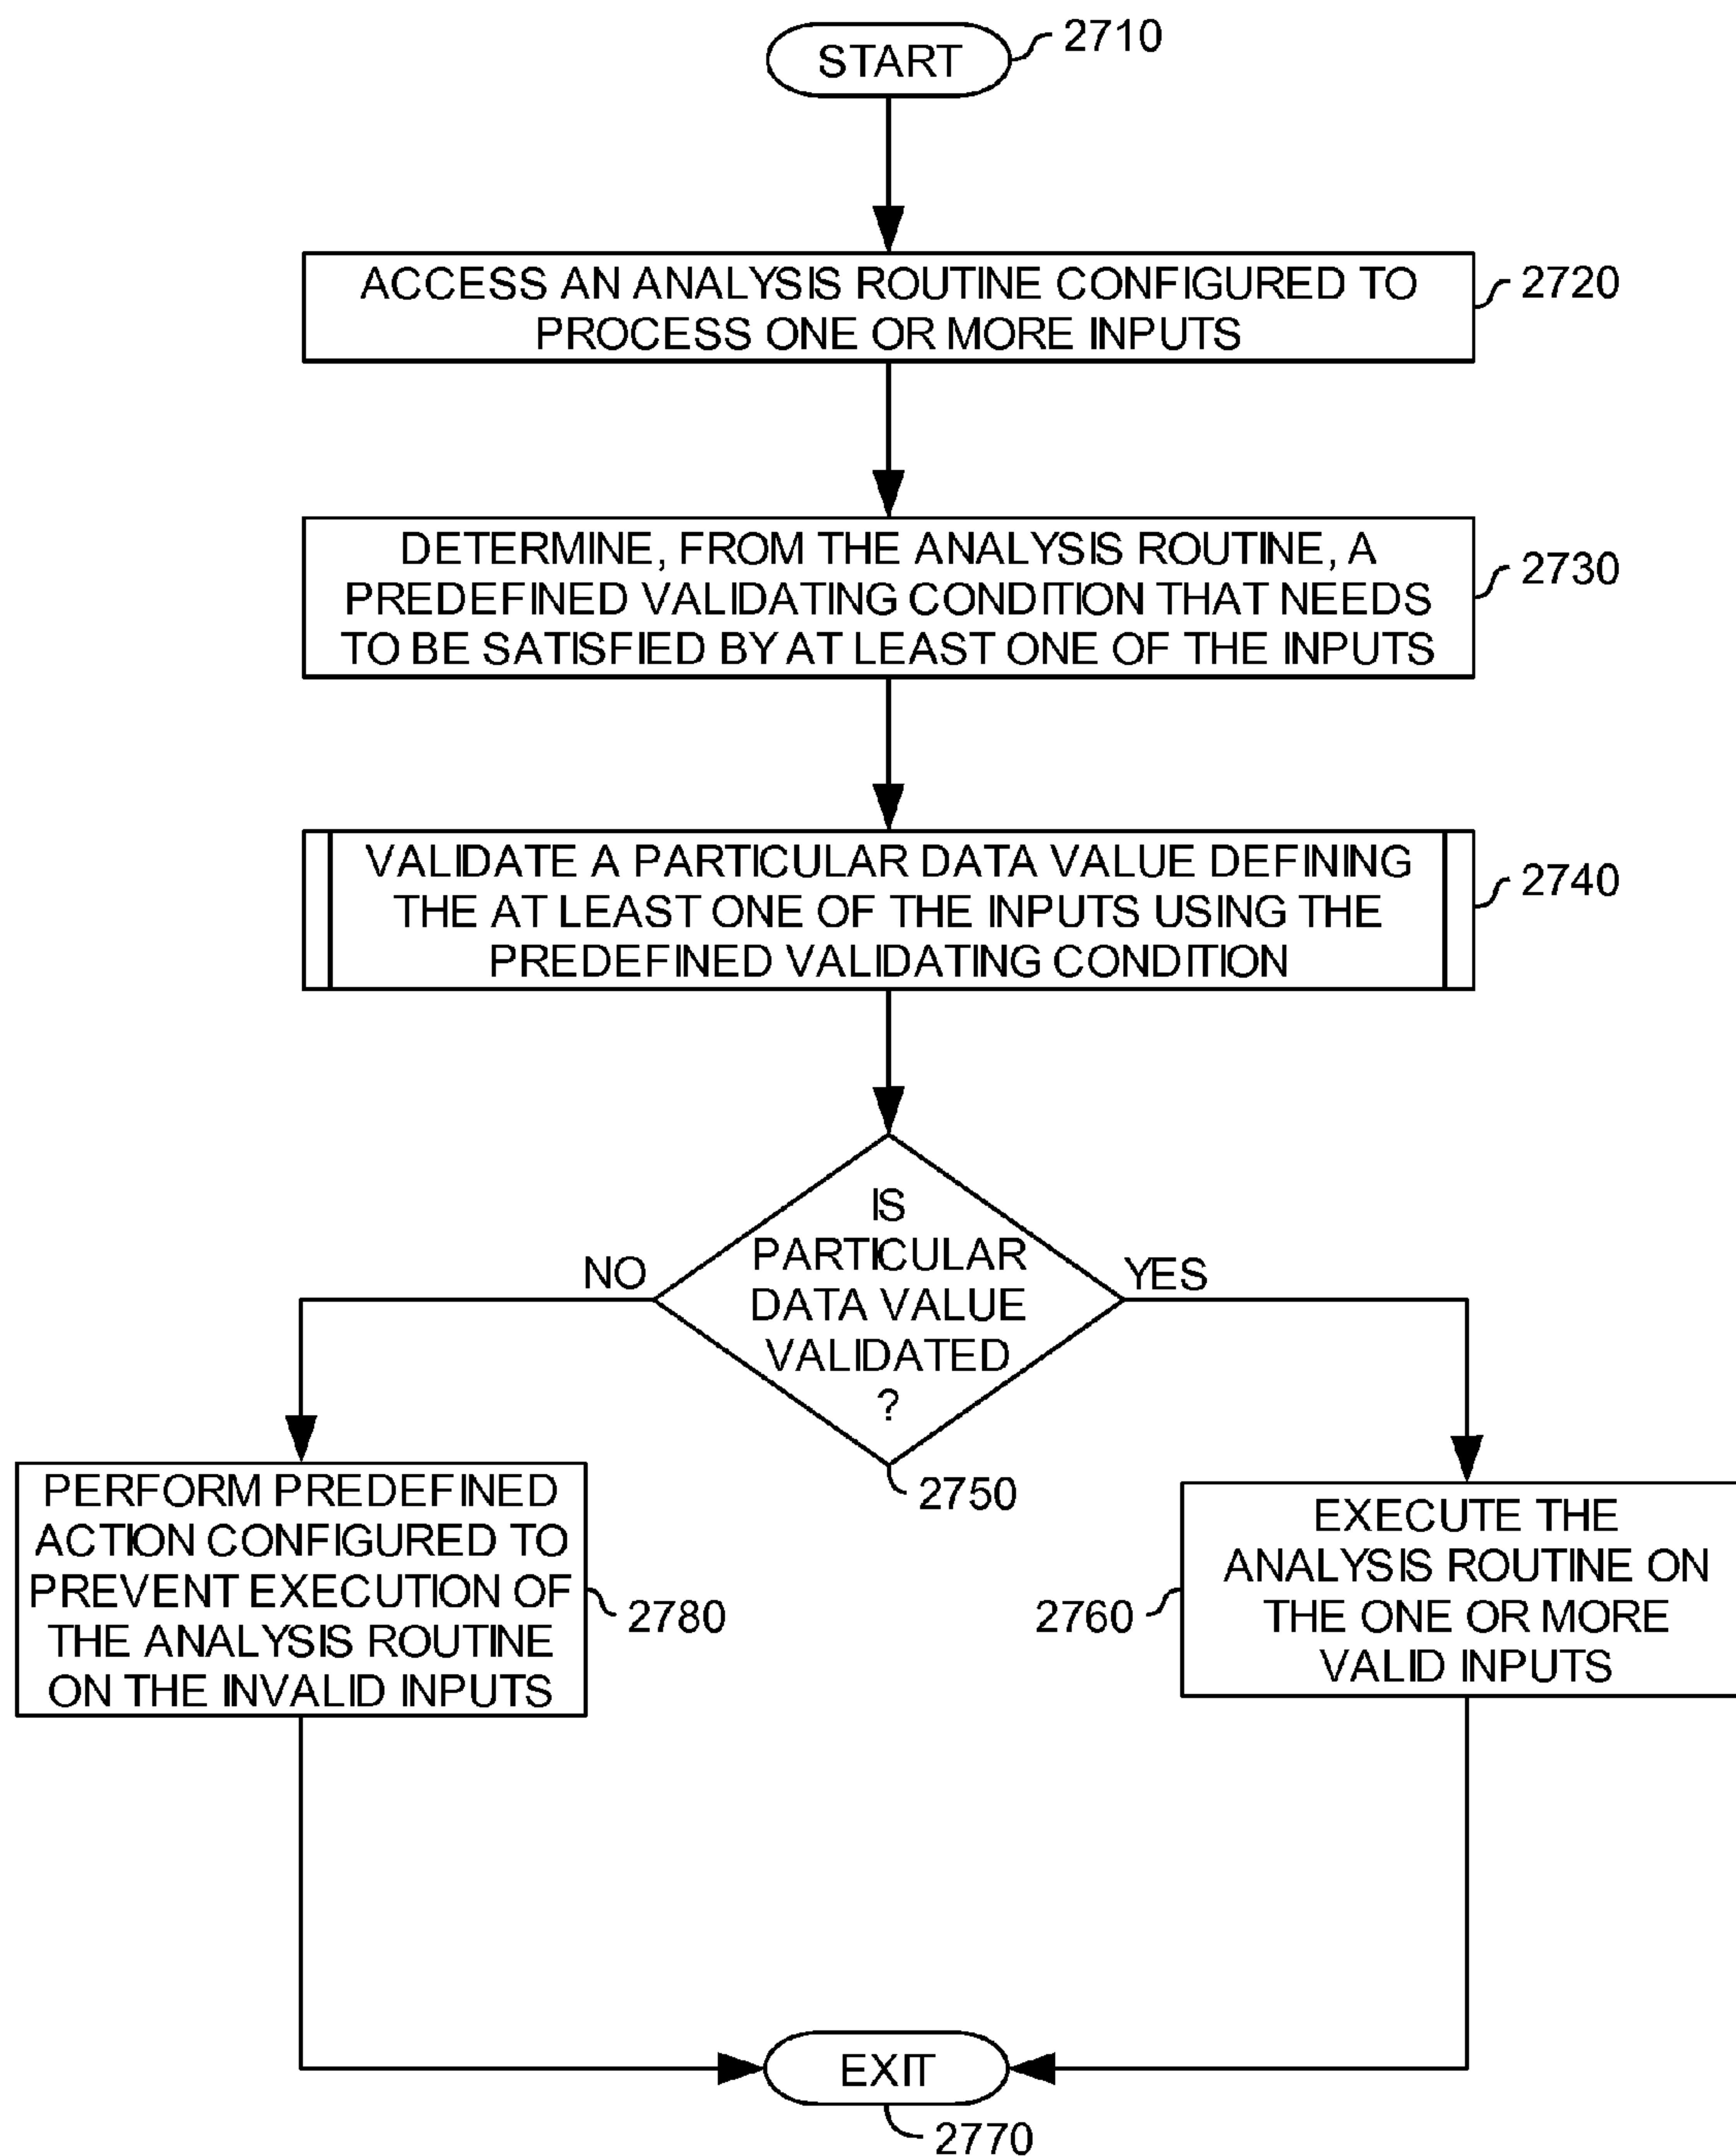 START
2710
ACCESS AN ANALYSIS ROUTINE CONFIGURED TO
PROCESS ONE OR MORE INPUTS
2720
DETERMINE, FROM THE ANALYSIS ROUTINE, A
PREDEFINED VALIDATING CONDITION THAT NEEDS
TO BE SATISFIED BY AT LEAST ONE OF THE INPUTS
2730
VALIDATE A PARTICULAR DATA VALUE DEFINING
THE AT LEAST ONE OF THE INPUTS USING THE
PREDEFINED VALIDATING CONDITION
2740
IS
PARTICULAR
DATA VALUE
VALIDATED
?
NO
YES
2750
PERFORM PREDEFINED
ACTION CONFIGURED TO
PREVENT EXECUTION OF
THE ANALYSIS ROUTINE
ON THE INVALID INPUTS
2780
2760
EXECUTE THE
ANALYSIS ROUTINE ON
THE ONE OR MORE
VALID INPUTS
EXIT
2770